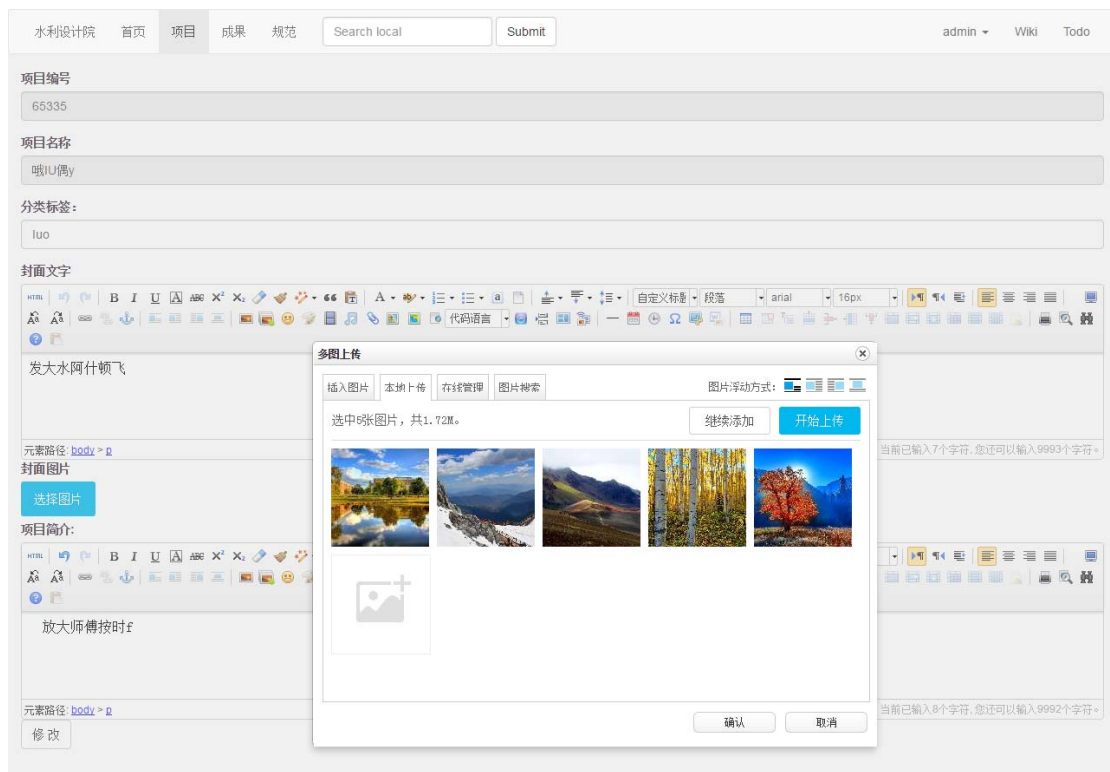 水利设计院 首页 项目 成果 规范 Search local Submit admin Wiki Todo
项目编号
65335
项目名称
哦IU偶y
分类标签：
luo
封面文字
HTML B I U A ABC X² X₂ A 自定义标题 段落 arial 16px
代码语言
发大水阿什顿飞
元素路径: body > p
当前已输入7个字符, 您还可以输入9993个字符。
封面图片
选择图片
项目简介:
HTML B I U A ABC X² X₂
放大师傅按时f
元素路径: body > p
当前已输入8个字符, 您还可以输入9992个字符。
修改
多图上传
插入图片 本地上传 在线管理 图片搜索 图片浮动方式:
选中5张图片，共1.72M。 继续添加 开始上传
确认 取消